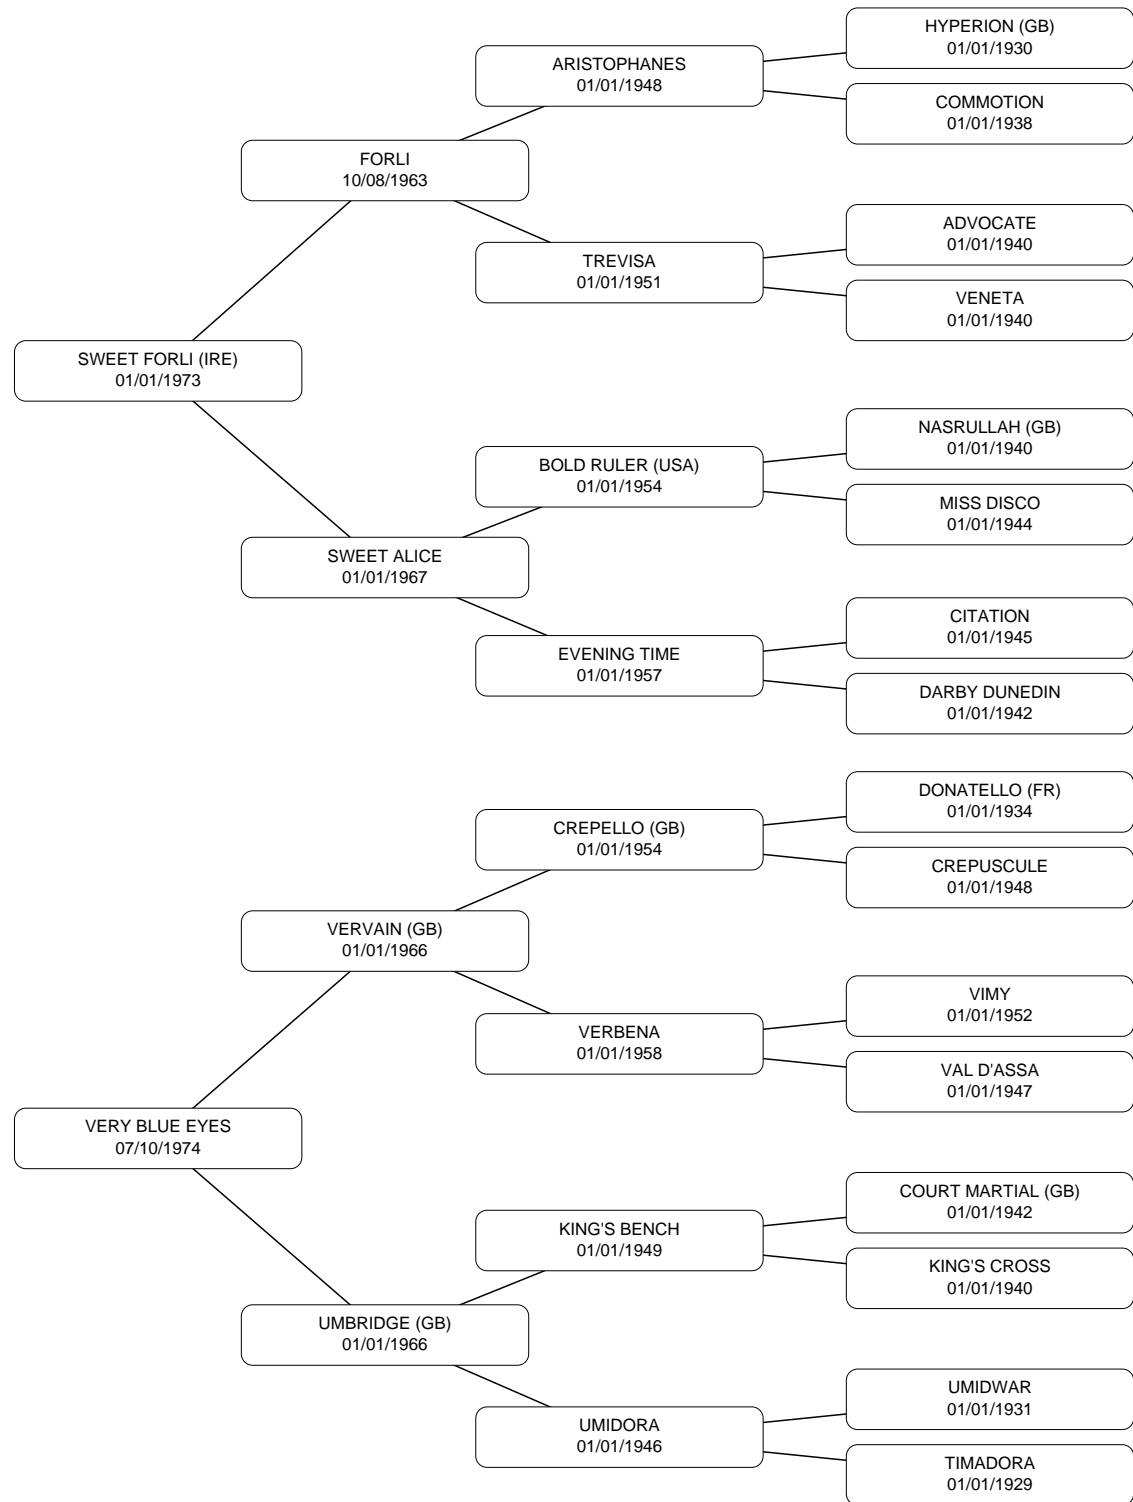 HYPERION (GB)
01/01/1930
ARISTOPHANES
01/01/1948
COMMOTION
01/01/1938
FORLI
10/08/1963
ADVOCATE
01/01/1940
TREVISA
01/01/1951
VENETA
01/01/1940
SWEET FORLI (IRE)
01/01/1973
NASRULLAH (GB)
01/01/1940
BOLD RULER (USA)
01/01/1954
MISS DISCO
01/01/1944
SWEET ALICE
01/01/1967
CITATION
01/01/1945
EVENING TIME
01/01/1957
DARBY DUNEDIN
01/01/1942
DONATELLO (FR)
01/01/1934
CREPELLO (GB)
01/01/1954
CREPUSCULE
01/01/1948
VERVAIN (GB)
01/01/1966
VIMY
01/01/1952
VERBENA
01/01/1958
VAL D'ASSA
01/01/1947
VERY BLUE EYES
07/10/1974
COURT MARTIAL (GB)
01/01/1942
KING'S BENCH
01/01/1949
KING'S CROSS
01/01/1940
UMBRIDGE (GB)
01/01/1966
UMIDWAR
01/01/1931
UMIDORA
01/01/1946
TIMADORA
01/01/1929